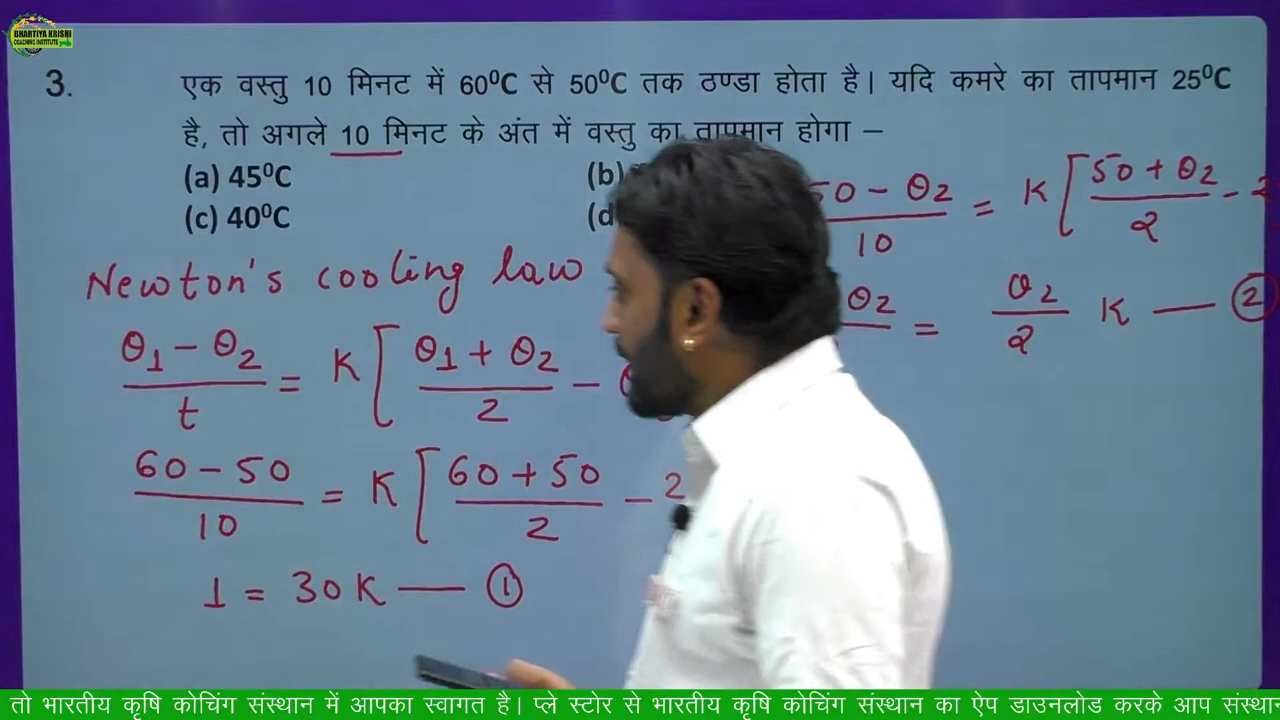 BHARTIYA KRISHI
COACHING INSTITUTE
3. एक वस्तु 10 मिनट में 60⁰C से 50⁰C तक ठण्डा होता है। यदि कमरे का तापमान 25⁰C
है, तो अगले 10 मिनट के अंत में वस्तु का तापमान होगा –
(a) 45⁰C (b)
(c) 40⁰C (d
Newton's cooling law
θ1 - θ2 / t = K [ θ1 + θ2 / 2 -
60 - 50 / 10 = K [ 60 + 50 / 2 - 2
1 = 30K — ①
50 - θ2 / 10 = K [ 50 + θ2 / 2 -
θ2 = θ2 / 2 K — ②
तो भारतीय कृषि कोचिंग संस्थान में आपका स्वागत है। प्ले स्टोर से भारतीय कृषि कोचिंग संस्थान का ऐप डाउनलोड करके आप